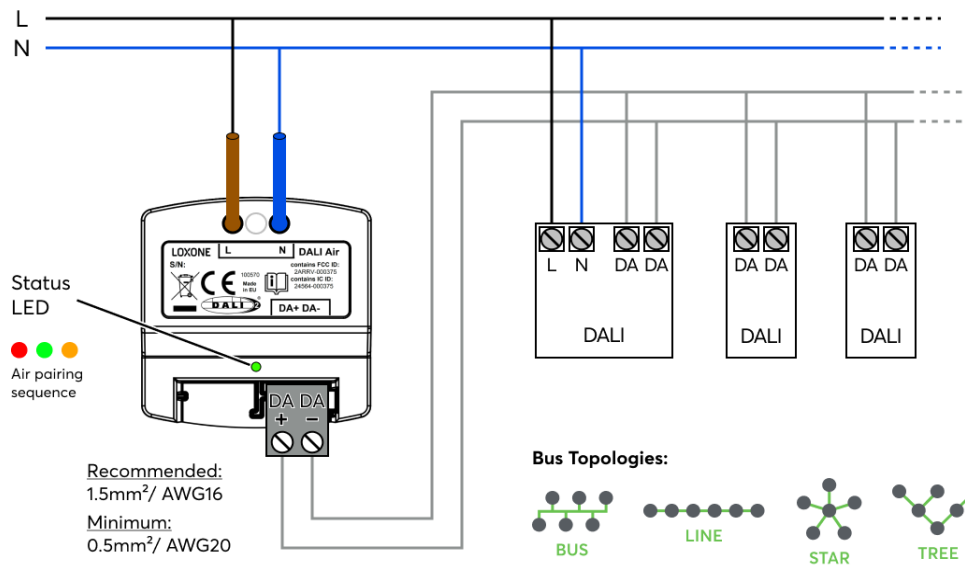 L
N
LOXONE L N DALI Air
S/N:
contains FCC ID:
2ARRV-000375
contains IC ID:
24564-000375
CE
100570
Made
in EU
DALI 2 ®
DA+ DA-
Status
LED
Air pairing
sequence
DA DA
+ −
Recommended:
1.5mm²/ AWG16
Minimum:
0.5mm²/ AWG20
L N DA DA
DALI
DA DA
DALI
DA DA
DALI
Bus Topologies:
BUS
LINE
STAR
TREE